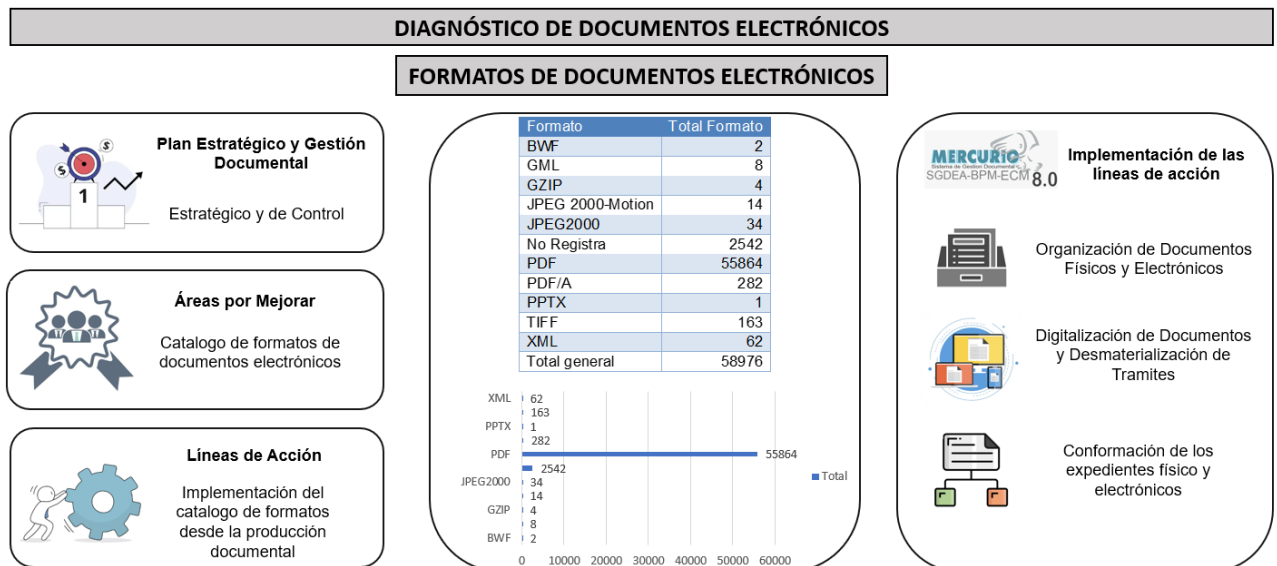 DIAGNÓSTICO DE DOCUMENTOS ELECTRÓNICOS
FORMATOS DE DOCUMENTOS ELECTRÓNICOS
$
$
1
Plan Estratégico y Gestión
Documental
Estratégico y de Control
Áreas por Mejorar
Catalogo de formatos de
documentos electrónicos
Líneas de Acción
Implementación del
catalogo de formatos
desde la producción
documental
Formato Total Formato
BWF 2
GML 8
GZIP 4
JPEG 2000-Motion 14
JPEG2000 34
No Registra 2542
PDF 55864
PDF/A 282
PPTX 1
TIFF 163
XML 62
Total general 58976
XML 62
163
PPTX 1
282
PDF 55864
2542
JPEG2000 34
14
GZIP 4
8
BWF 2
0 10000 20000 30000 40000 50000 60000
Total
MERCURIO
Sistema de Gestión Documental
SGDEA-BPM-ECM 8.0
Implementación de las
líneas de acción
Organización de Documentos
Físicos y Electrónicos
Digitalización de Documentos
y Desmaterialización de
Tramites
Conformación de los
expedientes físico y
electrónicos